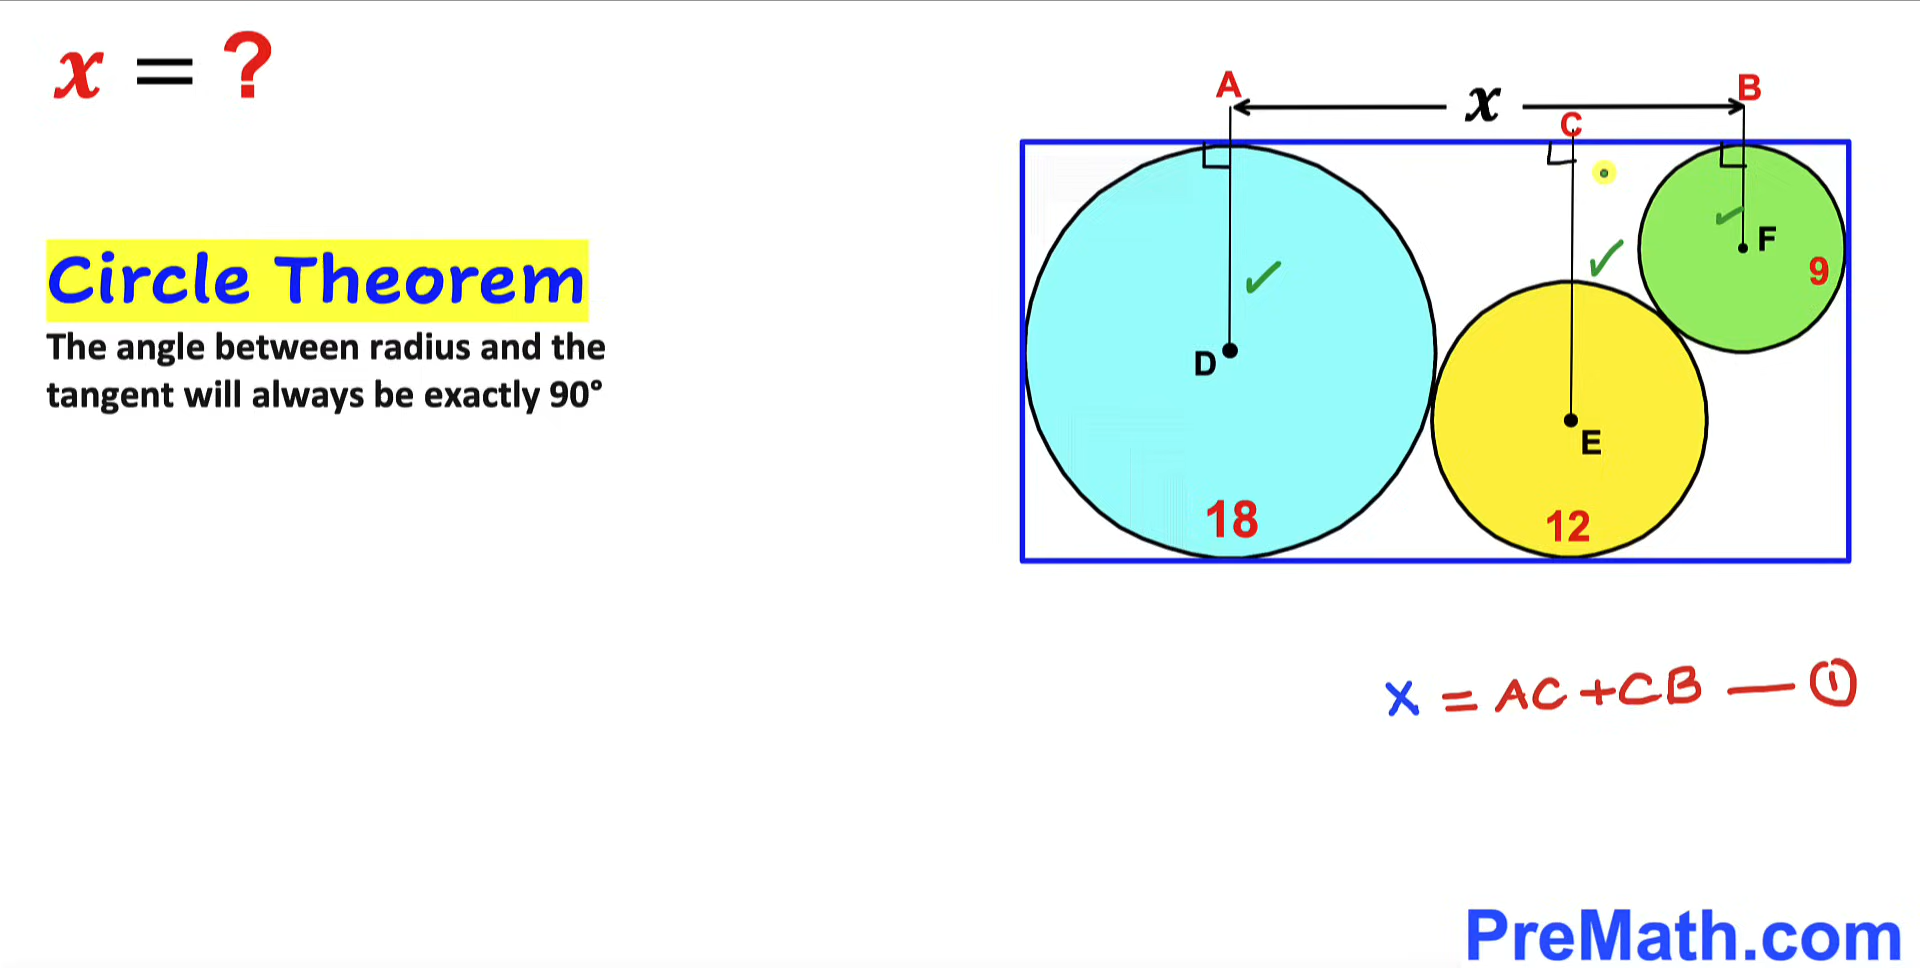 x = ?
A
x
B
C
Circle Theorem
The angle between radius and the
tangent will always be exactly 90°
F
9
D
E
18
12
x = AC + CB — ①
PreMath.com